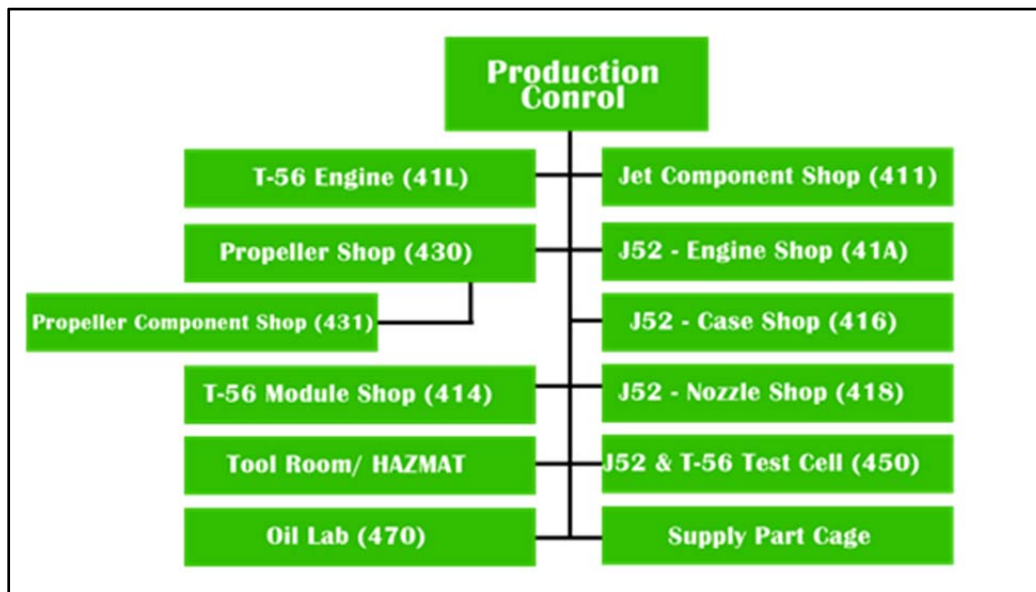 Production
Conrol
T-56 Engine (41L)
Jet Component Shop (411)
Propeller Shop (430)
J52 - Engine Shop (41A)
Propeller Component Shop (431)
J52 - Case Shop (416)
T-56 Module Shop (414)
J52 - Nozzle Shop (418)
Tool Room/ HAZMAT
J52 & T-56 Test Cell (450)
Oil Lab (470)
Supply Part Cage